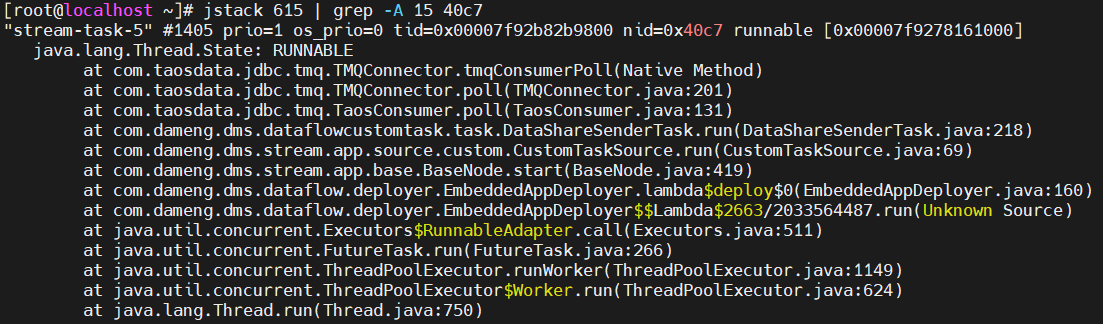 [root@localhost ~]# jstack 615 | grep -A 15 40c7
"stream-task-5" #1405 prio=1 os_prio=0 tid=0x00007f92b82b9800 nid=0x40c7 runnable [0x00007f9278161000]
   java.lang.Thread.State: RUNNABLE
        at com.taosdata.jdbc.tmq.TMQConnector.tmqConsumerPoll(Native Method)
        at com.taosdata.jdbc.tmq.TMQConnector.poll(TMQConnector.java:201)
        at com.taosdata.jdbc.tmq.TaosConsumer.poll(TaosConsumer.java:131)
        at com.dameng.dms.dataflowcustomtask.task.DataShareSenderTask.run(DataShareSenderTask.java:218)
        at com.dameng.dms.stream.app.source.custom.CustomTaskSource.run(CustomTaskSource.java:69)
        at com.dameng.dms.stream.app.base.BaseNode.start(BaseNode.java:419)
        at com.dameng.dms.dataflow.deployer.EmbeddedAppDeployer.lambda$deploy$0(EmbeddedAppDeployer.java:160)
        at com.dameng.dms.dataflow.deployer.EmbeddedAppDeployer$$Lambda$2663/2033564487.run(Unknown Source)
        at java.util.concurrent.Executors$RunnableAdapter.call(Executors.java:511)
        at java.util.concurrent.FutureTask.run(FutureTask.java:266)
        at java.util.concurrent.ThreadPoolExecutor.runWorker(ThreadPoolExecutor.java:1149)
        at java.util.concurrent.ThreadPoolExecutor$Worker.run(ThreadPoolExecutor.java:624)
        at java.lang.Thread.run(Thread.java:750)